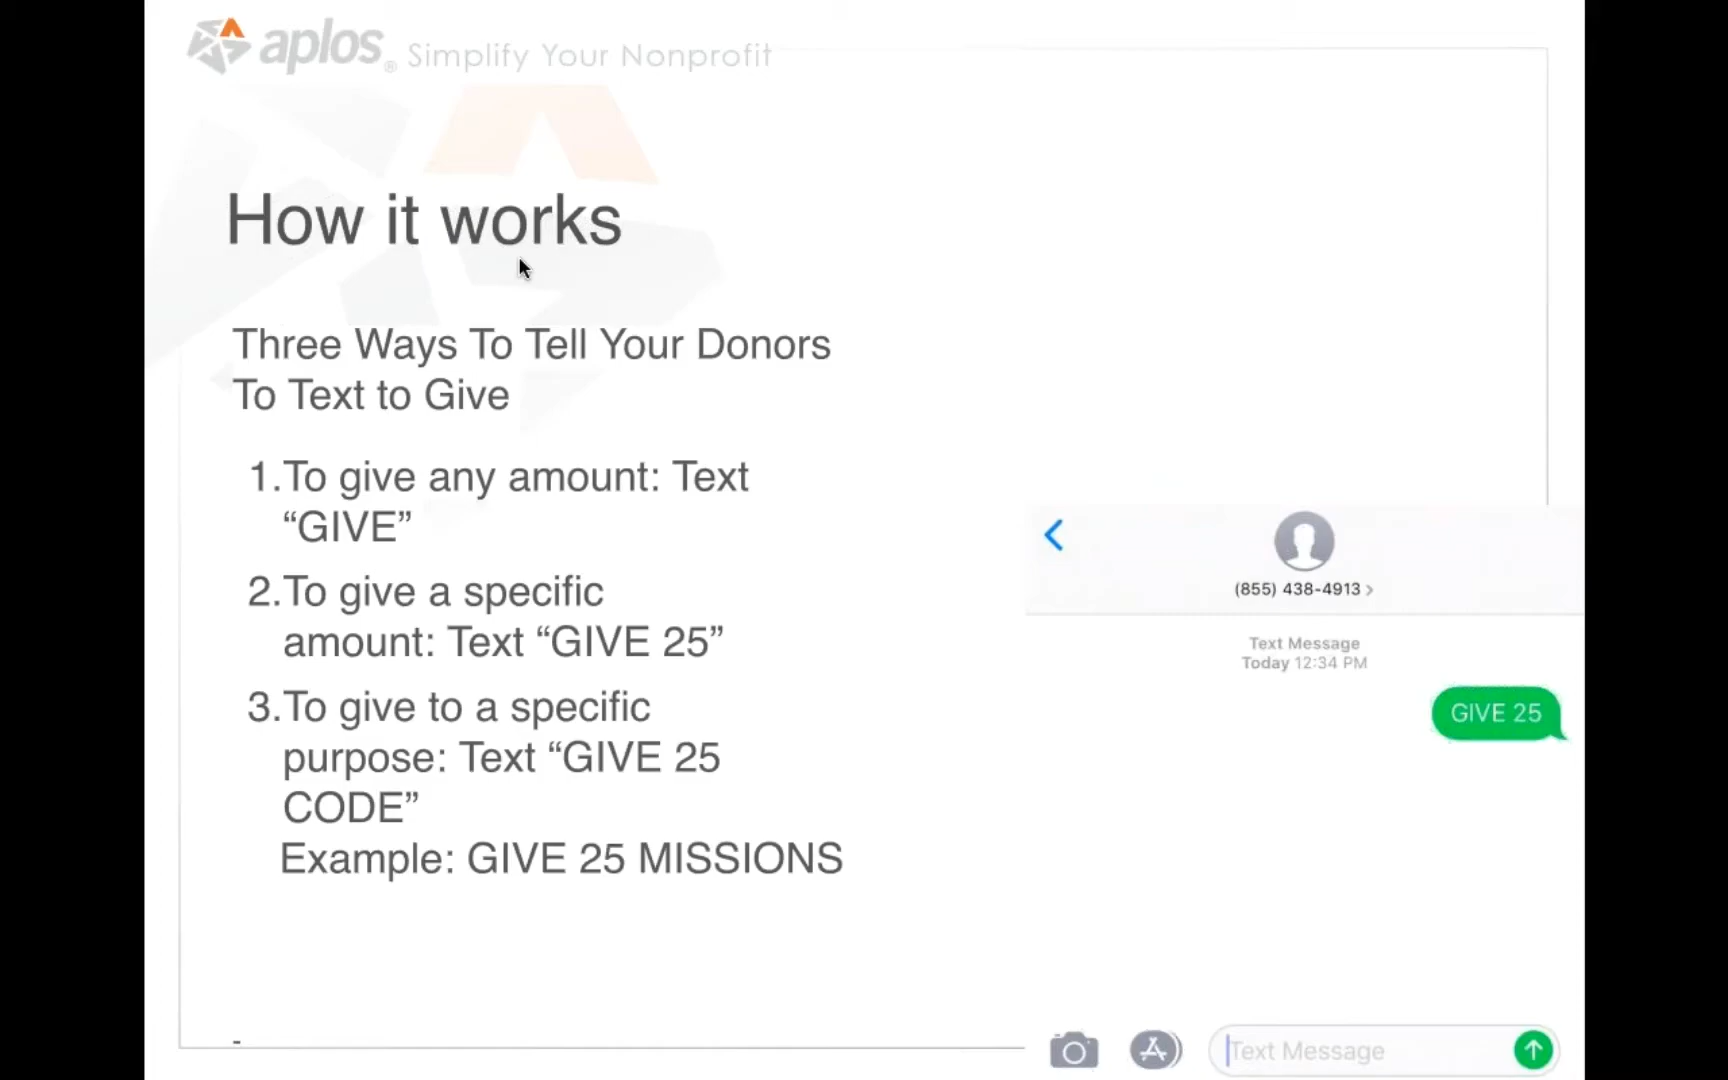 aplos® Simplify Your Nonprofit
How it works
Three Ways To Tell Your Donors
To Text to Give
1.To give any amount: Text
“GIVE”
2.To give a specific
amount: Text “GIVE 25”
3.To give to a specific
purpose: Text “GIVE 25
CODE”
Example: GIVE 25 MISSIONS
-
(855) 438-4913 >
Text Message
Today 12:34 PM
GIVE 25
Text Message